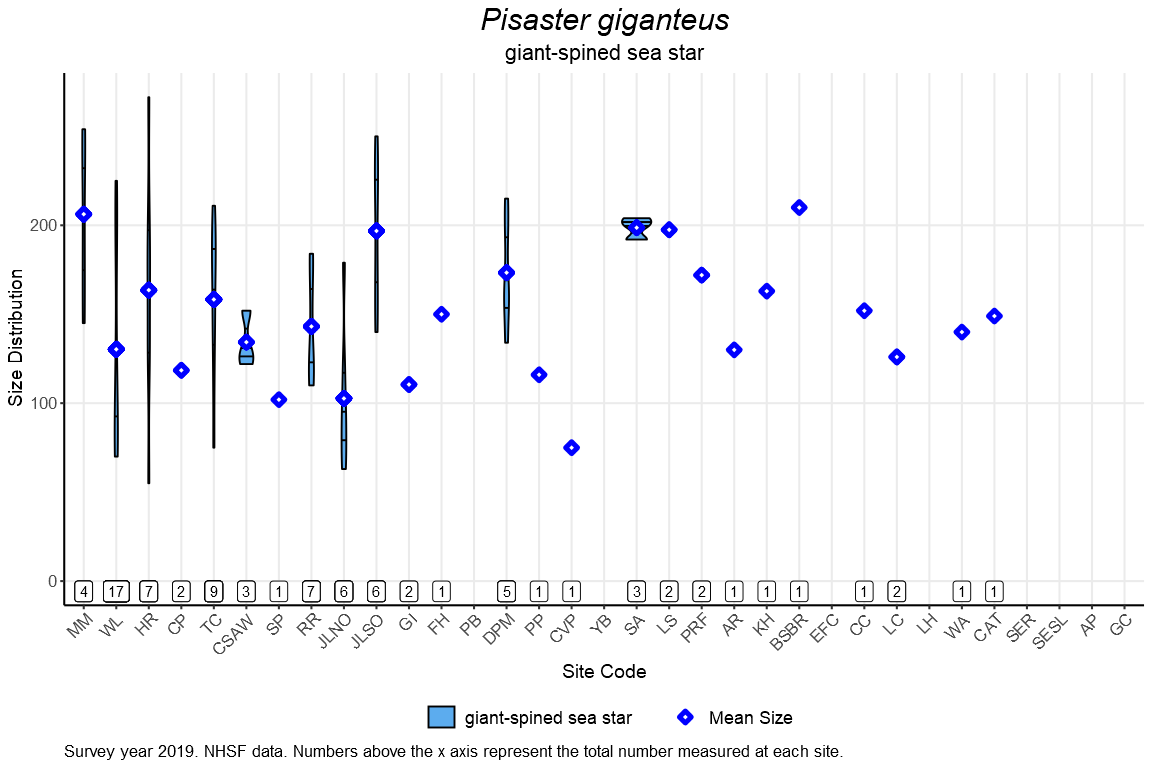 Pisaster giganteus
giant-spined sea star
Size Distribution
200
100
0
4 17 7 2 9 3 1 7 6 6 2 1 5 1 1 3 2 2 1 1 1 1 2 1 1
MM WL HR CP TC CSAW SP RR JLNO JLSO GI FH PB DPM PP CVP YB SA LS PRF AR KH BSBR EFC CC LC LH WA CAT SER SESL AP GC
Site Code
giant-spined sea star Mean Size
Survey year 2019. NHSF data. Numbers above the x axis represent the total number measured at each site.